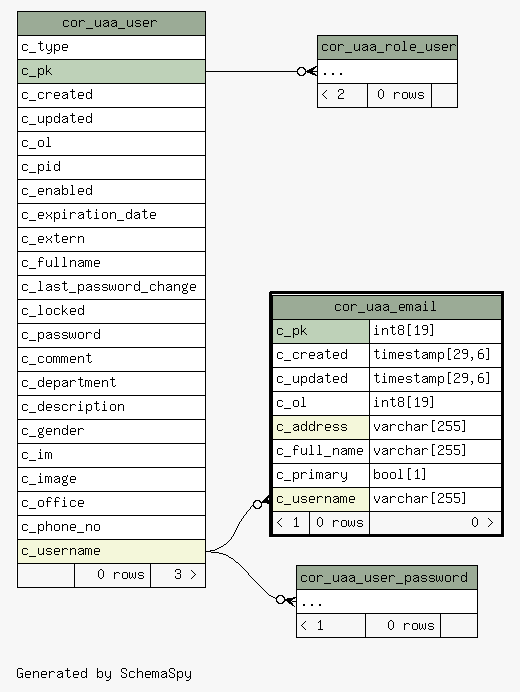 cor_uaa_user
c_type
c_pk
c_created
c_updated
c_ol
c_pid
c_enabled
c_expiration_date
c_extern
c_fullname
c_last_password_change
c_locked
c_password
c_comment
c_department
c_description
c_gender
c_im
c_image
c_office
c_phone_no
c_username
0 rows 3 >
cor_uaa_role_user
...
< 2 0 rows
cor_uaa_email
c_pk int8[19]
c_created timestamp[29,6]
c_updated timestamp[29,6]
c_ol int8[19]
c_address varchar[255]
c_full_name varchar[255]
c_primary bool[1]
c_username varchar[255]
< 1 0 rows 0 >
cor_uaa_user_password
...
< 1 0 rows
Generated by SchemaSpy